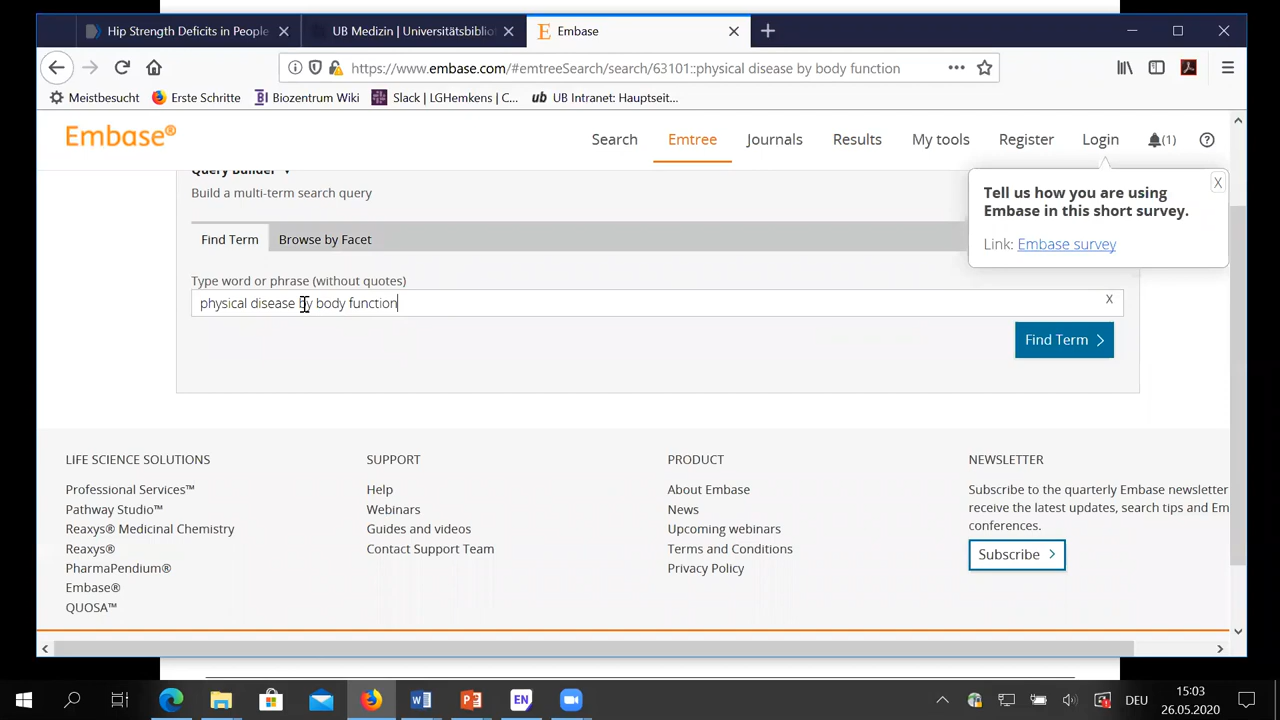 Hip Strength Deficits in People
UB Medizin | Universitätsbibliot
Embase
https://www.embase.com/#emtreeSearch/search/63101::physical disease by body function
Meistbesucht
Erste Schritte
Biozentrum Wiki
Slack | LGHemkens | C...
UB Intranet: Hauptseit...
Embase®
Search
Emtree
Journals
Results
My tools
Register
Login
(1)
Query Builder
Build a multi-term search query
Tell us how you are using
Embase in this short survey.
X
Link: Embase survey
Find Term
Browse by Facet
Type word or phrase (without quotes)
physical disease by body function
X
Find Term
LIFE SCIENCE SOLUTIONS
Professional Services™
Pathway Studio™
Reaxys® Medicinal Chemistry
Reaxys®
PharmaPendium®
Embase®
QUOSA™
SUPPORT
Help
Webinars
Guides and videos
Contact Support Team
PRODUCT
About Embase
News
Upcoming webinars
Terms and Conditions
Privacy Policy
NEWSLETTER
Subscribe to the quarterly Embase newsletter
receive the latest updates, search tips and Em
conferences.
Subscribe
DEU
15:03
26.05.2020